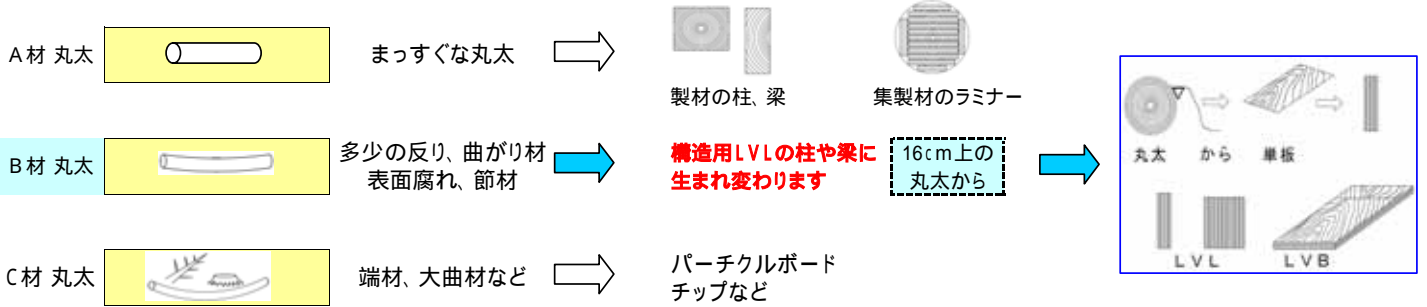 A材 丸太
まっすぐな丸太
製材の柱、梁
集製材のラミナー
B材 丸太
多少の反り、曲がり材
表面腐れ、節材
構造用LVLの柱や梁に
生まれ変わります
16cm上の
丸太から
丸太 から 単板
LVL LVB
C材 丸太
端材、大曲材など
パーチクルボード
チップなど